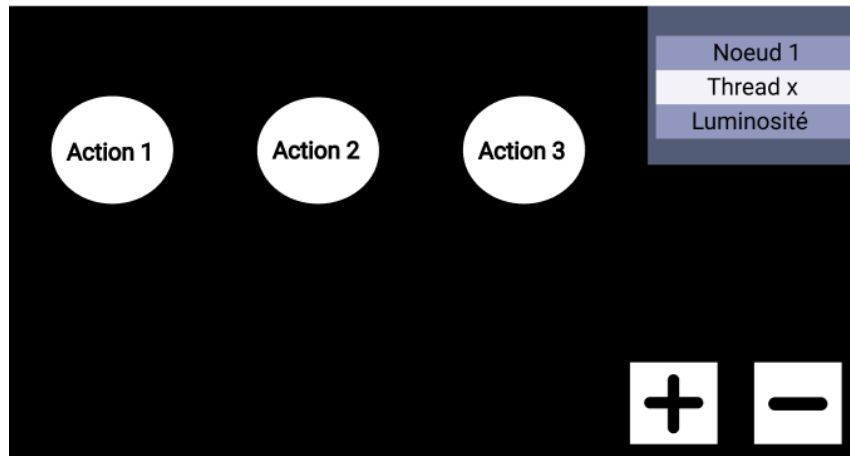 Noeud 1
Thread x
Luminosité
Action 1
Action 2
Action 3
+
-